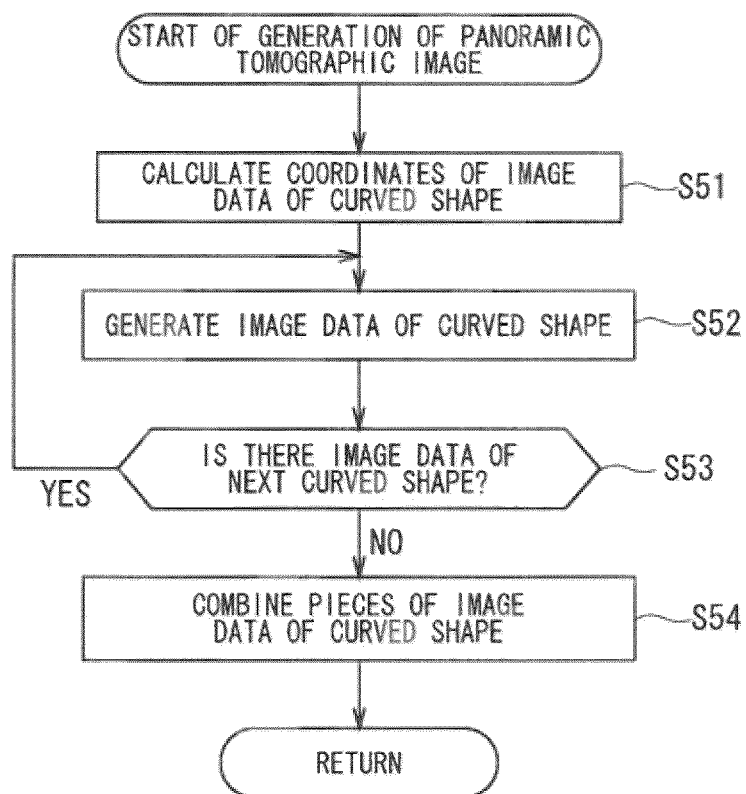 START OF GENERATION OF PANORAMIC
TOMOGRAPHIC IMAGE
CALCULATE COORDINATES OF IMAGE
DATA OF CURVED SHAPE
S51
GENERATE IMAGE DATA OF CURVED SHAPE
S52
IS THERE IMAGE DATA OF
NEXT CURVED SHAPE?
S53
YES
NO
COMBINE PIECES OF IMAGE
DATA OF CURVED SHAPE
S54
RETURN